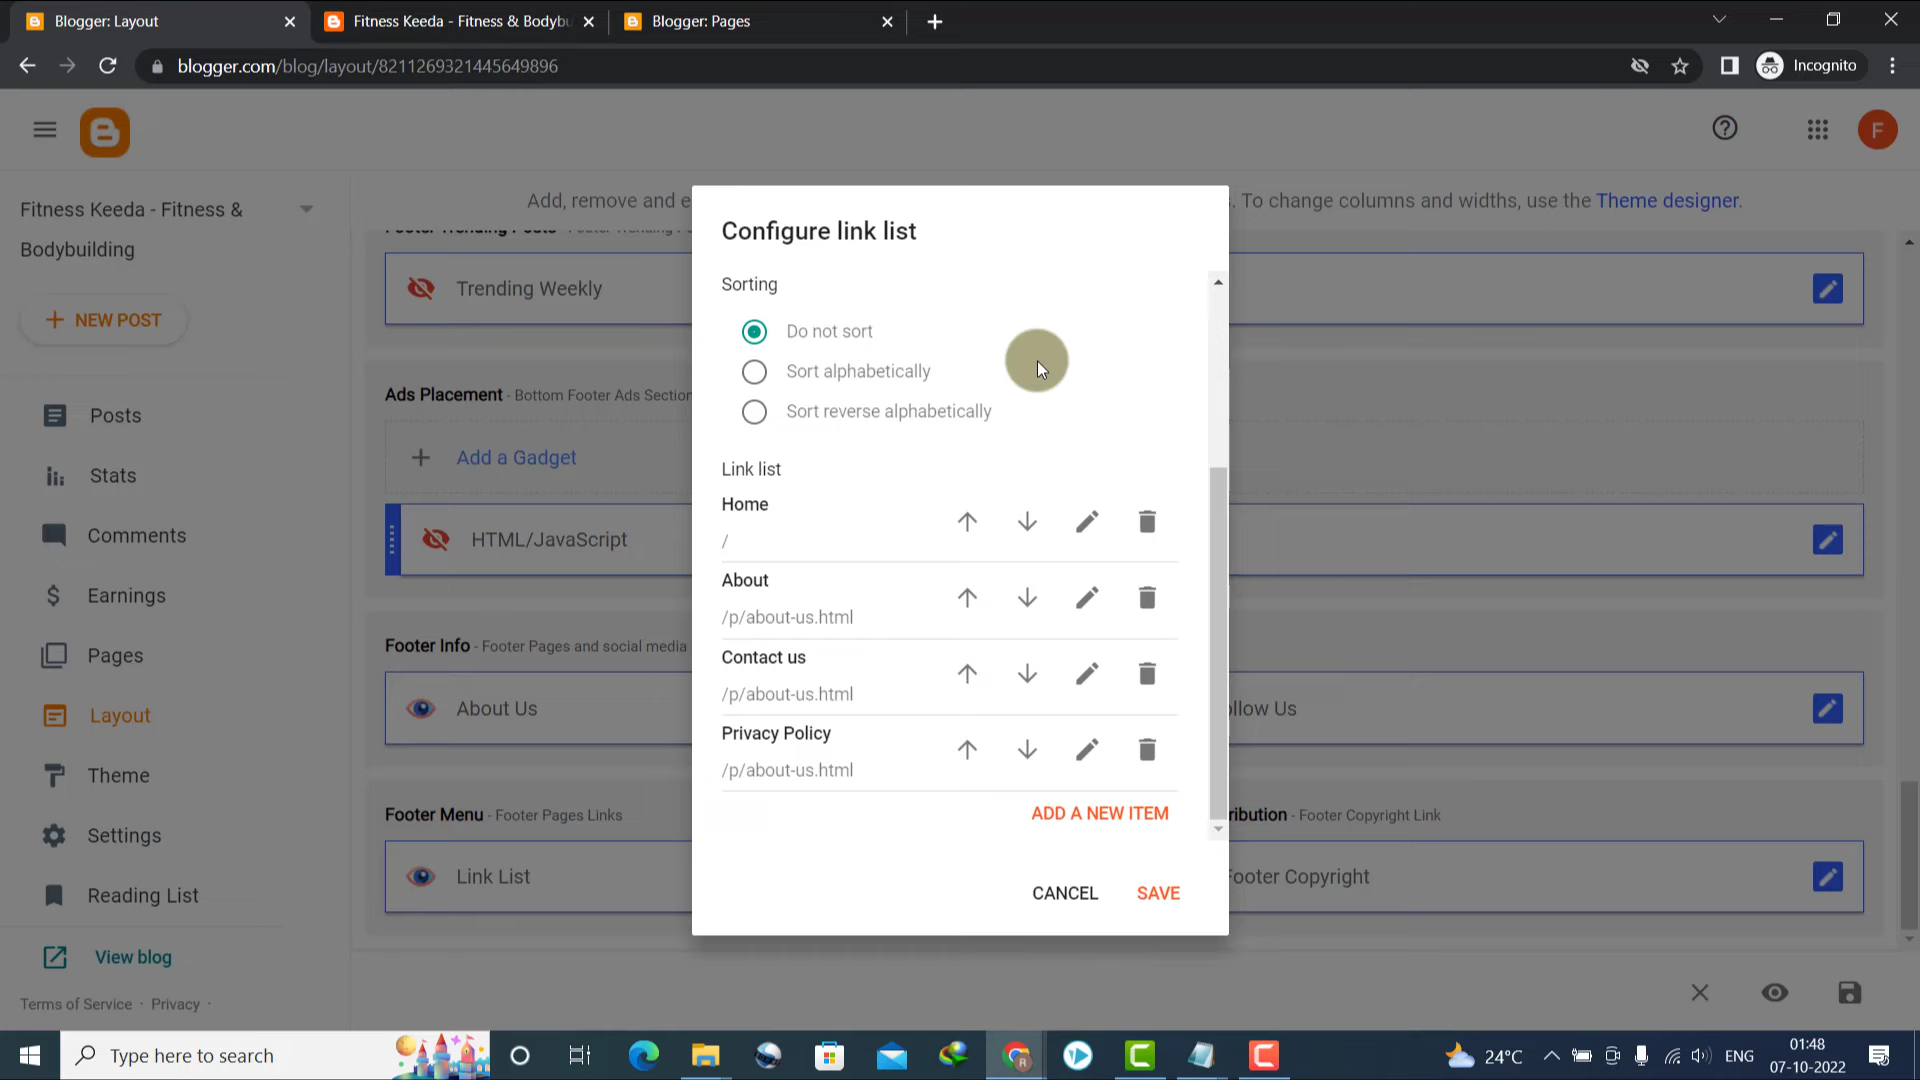 Blogger: Layout
Fitness Keeda - Fitness & Bodybu
Blogger: Pages
blogger.com/blog/layout/8211269321445649896
Incognito
F
Fitness Keeda - Fitness &
Bodybuilding
NEW POST
Posts
Stats
Comments
Earnings
Pages
Layout
Theme
Settings
Reading List
View blog
Terms of Service · Privacy ·
Add, remove and e
. To change columns and widths, use the Theme designer.
Footer Trending Posts
Trending Weekly
Ads Placement - Bottom Footer Ads Section
Add a Gadget
HTML/JavaScript
Footer Info - Footer Pages and social media
About Us
llow Us
Footer Menu - Footer Pages Links
ribution - Footer Copyright Link
Link List
Footer Copyright
Configure link list
Sorting
Do not sort
Sort alphabetically
Sort reverse alphabetically
Link list
Home
/
About
/p/about-us.html
Contact us
/p/about-us.html
Privacy Policy
/p/about-us.html
ADD A NEW ITEM
CANCEL SAVE
Type here to search
24°C
ENG
01:48
07-10-2022